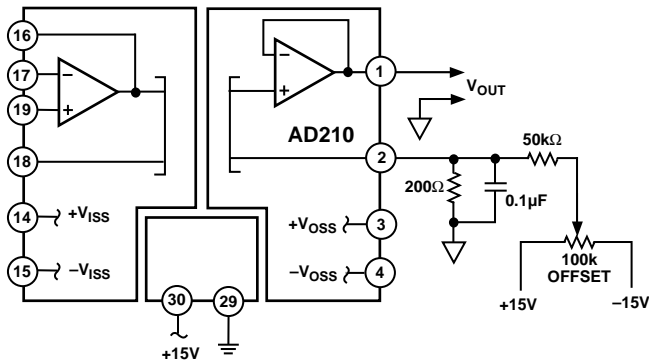 16
17
19
18
14
+VISS
15
−VISS
−
+
−
+
AD210
1
VOUT
2
50kΩ
200Ω
0.1µF
+VOSS
3
−VOSS
4
100k
OFFSET
+15V
−15V
30
29
+15V